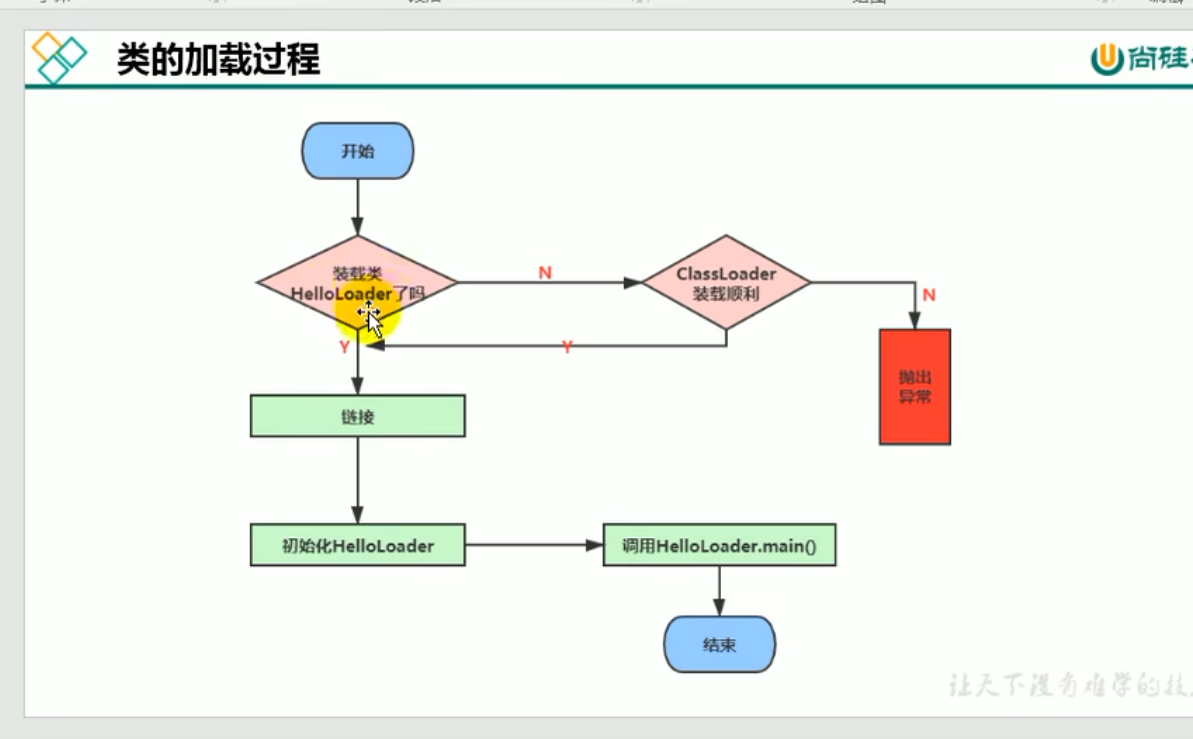 类的加载过程
尚硅
开始
装载类
HelloLoader了吗
N
ClassLoader
装载顺利
N
Y
Y
抛出
异常
链接
初始化HelloLoader
调用HelloLoader.main()
结束
让天下没有难学的技